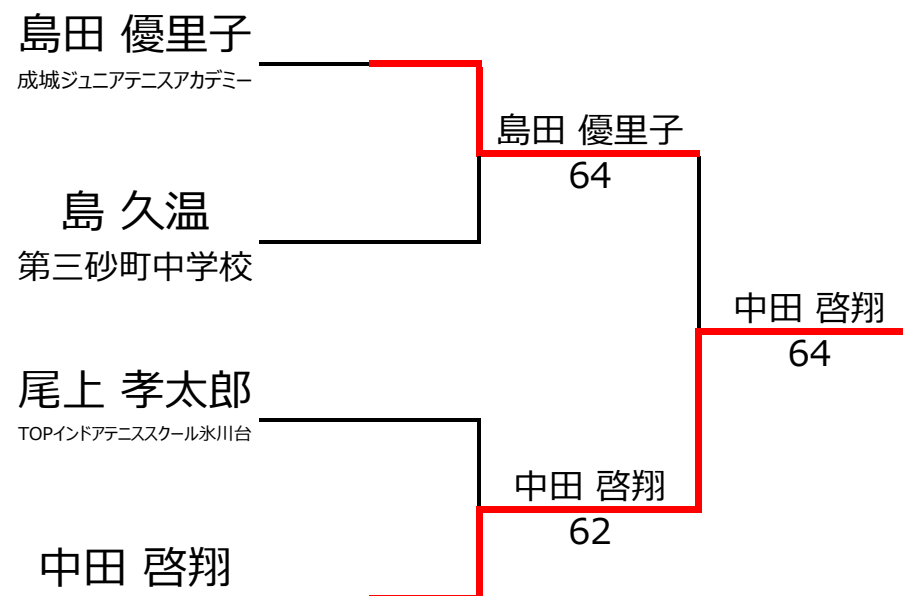 島田 優里子
成城ジュニアテニスアカデミー
島田 優里子
64
島 久温
第三砂町中学校
中田 啓翔
64
尾上 孝太郎
TOPインドアテニススクール氷川台
中田 啓翔
62
中田 啓翔